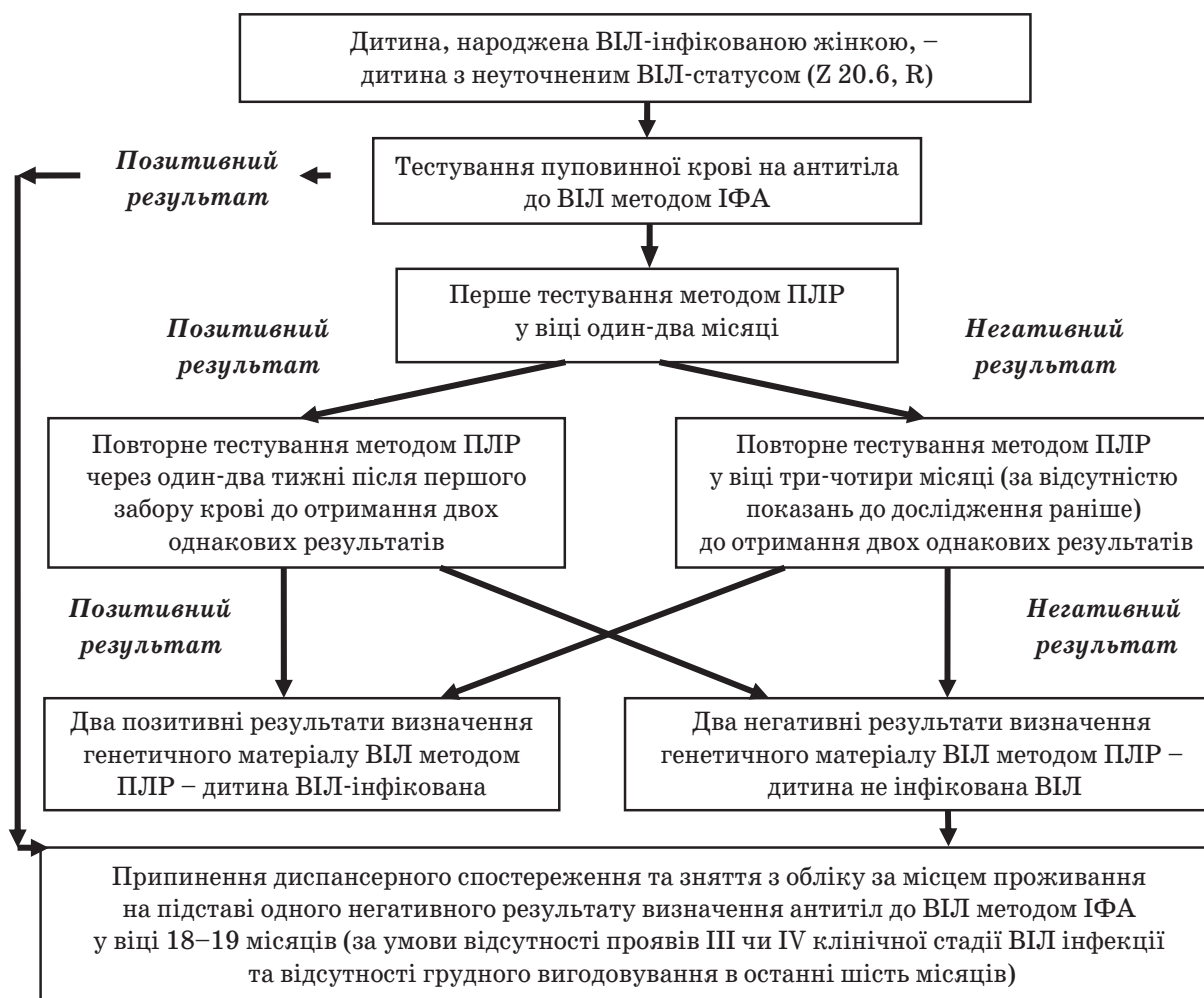 Дитина, народжена ВІЛ-інфікованою жінкою, –
дитина з неуточненим ВІЛ-статусом (Z 20.6, R)
Позитивний
результат
Тестування пуповинної крові на антитіла
до ВІЛ методом ІФА
Перше тестування методом ПЛР
у віці один-два місяці
Позитивний
результат
Негативний
результат
Повторне тестування методом ПЛР
через один-два тижні після першого
забору крові до отримання двох
однакових результатів
Повторне тестування методом ПЛР
у віці три-чотири місяці (за відсутністю
показань до дослідження раніше)
до отримання двох однакових результатів
Позитивний
результат
Негативний
результат
Два позитивні результати визначення
генетичного матеріалу ВІЛ методом
ПЛР – дитина ВІЛ-інфікована
Два негативні результати визначення
генетичного матеріалу ВІЛ методом ПЛР –
дитина не інфікована ВІЛ
Припинення диспансерного спостереження та зняття з обліку за місцем проживання
на підставі одного негативного результату визначення антитіл до ВІЛ методом ІФА
у віці 18–19 місяців (за умови відсутності проявів III чи IV клінічної стадії ВІЛ інфекції
та відсутності грудного вигодовування в останні шість місяців)